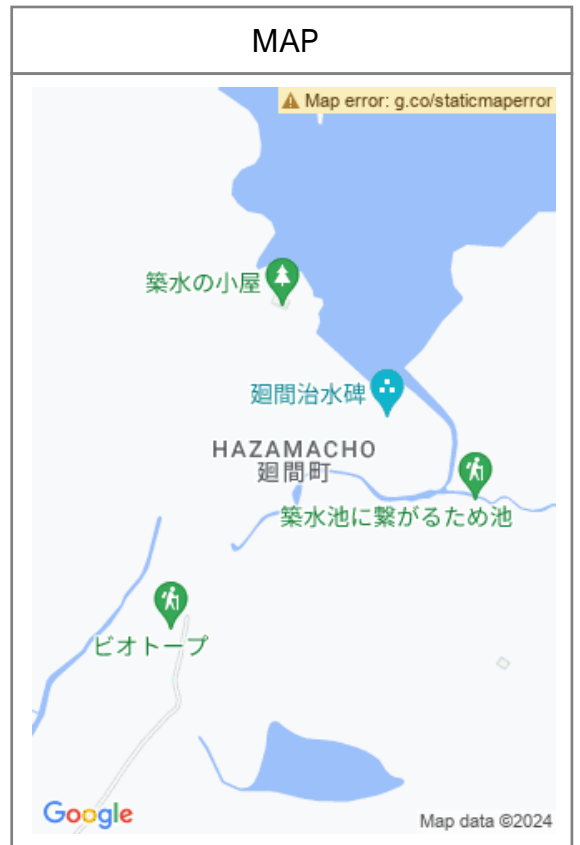 MAP
Map error: g.co/staticmaperror
築水の小屋
廻間治水碑
HAZAMACHO
廻間町
築水池に繋がるため池
ビオトープ
Google
Map data ©2024